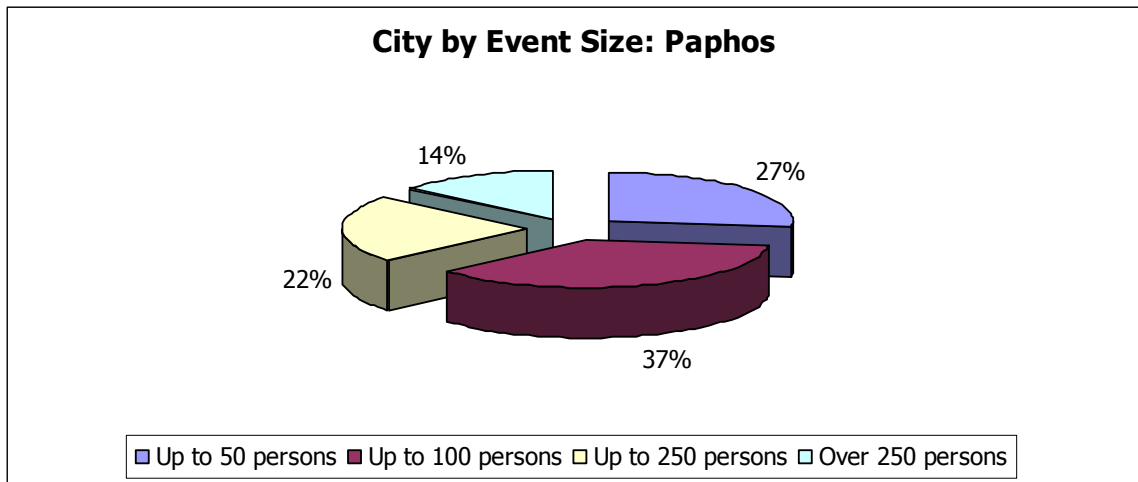 City by Event Size: Paphos
14%
27%
22%
37%
Up to 50 persons Up to 100 persons Up to 250 persons Over 250 persons